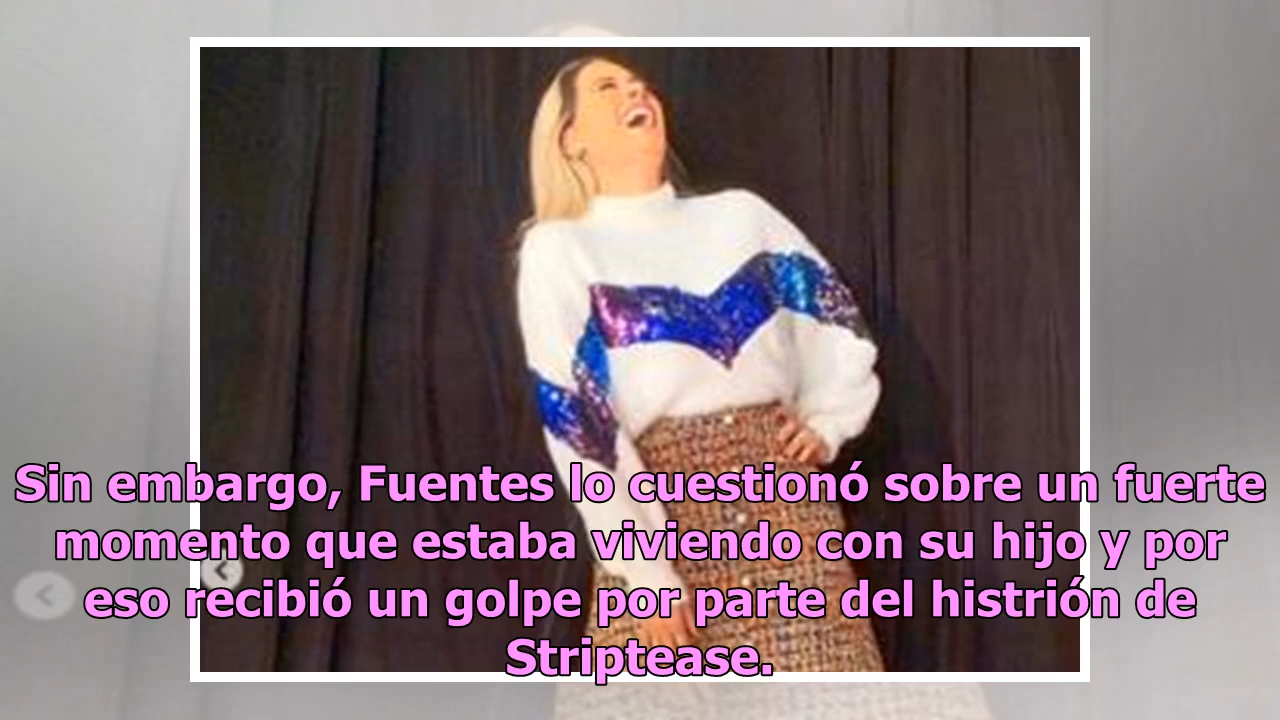 Sin embargo, Fuentes lo cuestionó sobre un fuerte
momento que estaba viviendo con su hijo y por
eso recibió un golpe por parte del histrión de
Striptease.